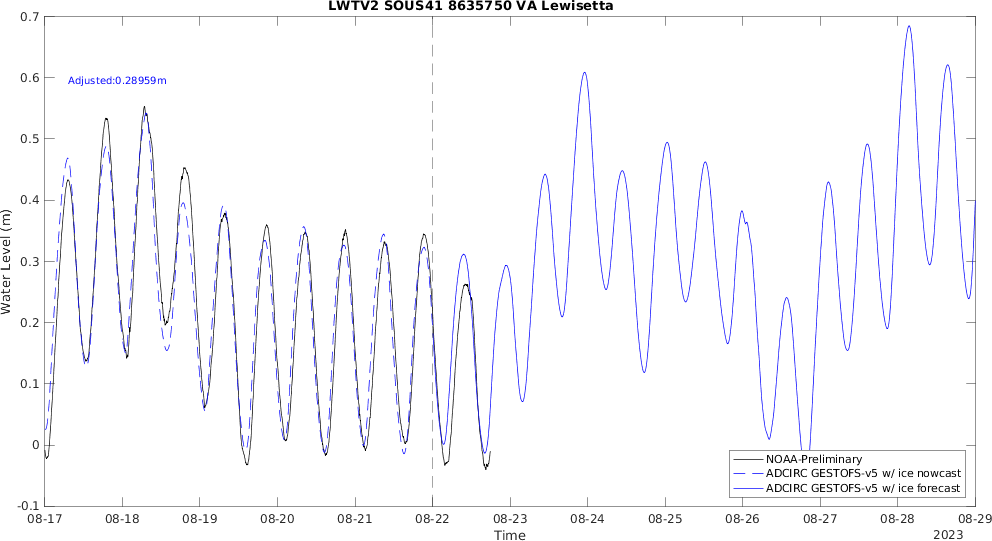 LWTV2 SOUS41 8635750 VA Lewisetta
Adjusted:0.28959m
Water Level (m)
0.7
0.6
0.5
0.4
0.3
0.2
0.1
0
-0.1
NOAA-Preliminary
ADCIRC GESTOFS-v5 w/ ice nowcast
ADCIRC GESTOFS-v5 w/ ice forecast
08-17 08-18 08-19 08-20 08-21 08-22 08-23 08-24 08-25 08-26 08-27 08-28 08-29
Time
2023